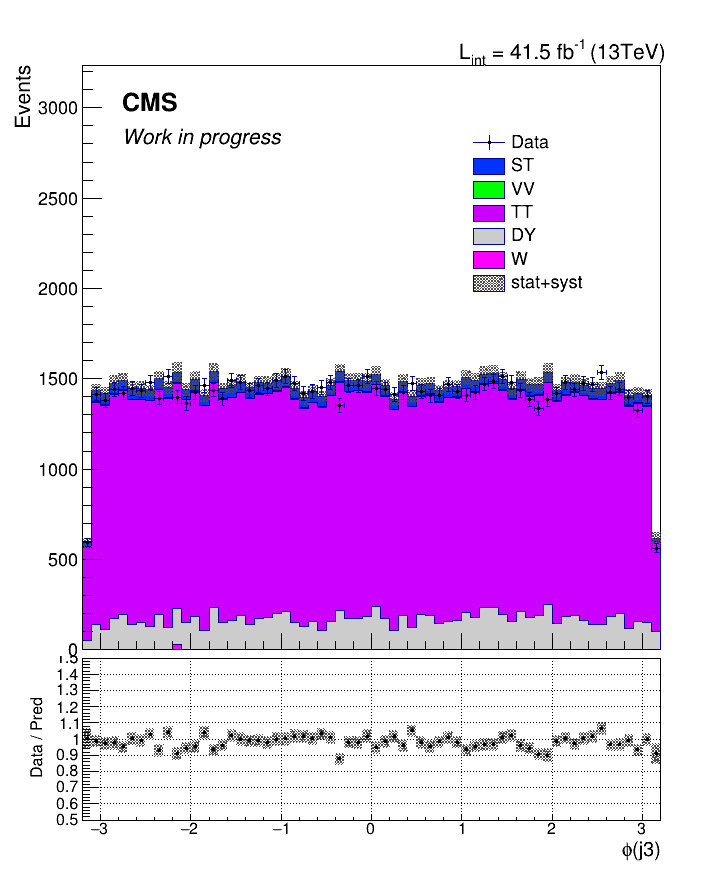 L_int = 41.5 fb^-1 (13TeV)
Events
CMS
Work in progress
Data
ST
VV
TT
DY
W
stat+syst
3000
2500
2000
1500
1000
500
0
Data / Pred
1.5
1.4
1.3
1.2
1.1
1
0.9
0.8
0.7
0.6
0.5
−3 −2 −1 0 1 2 3
ϕ(j3)